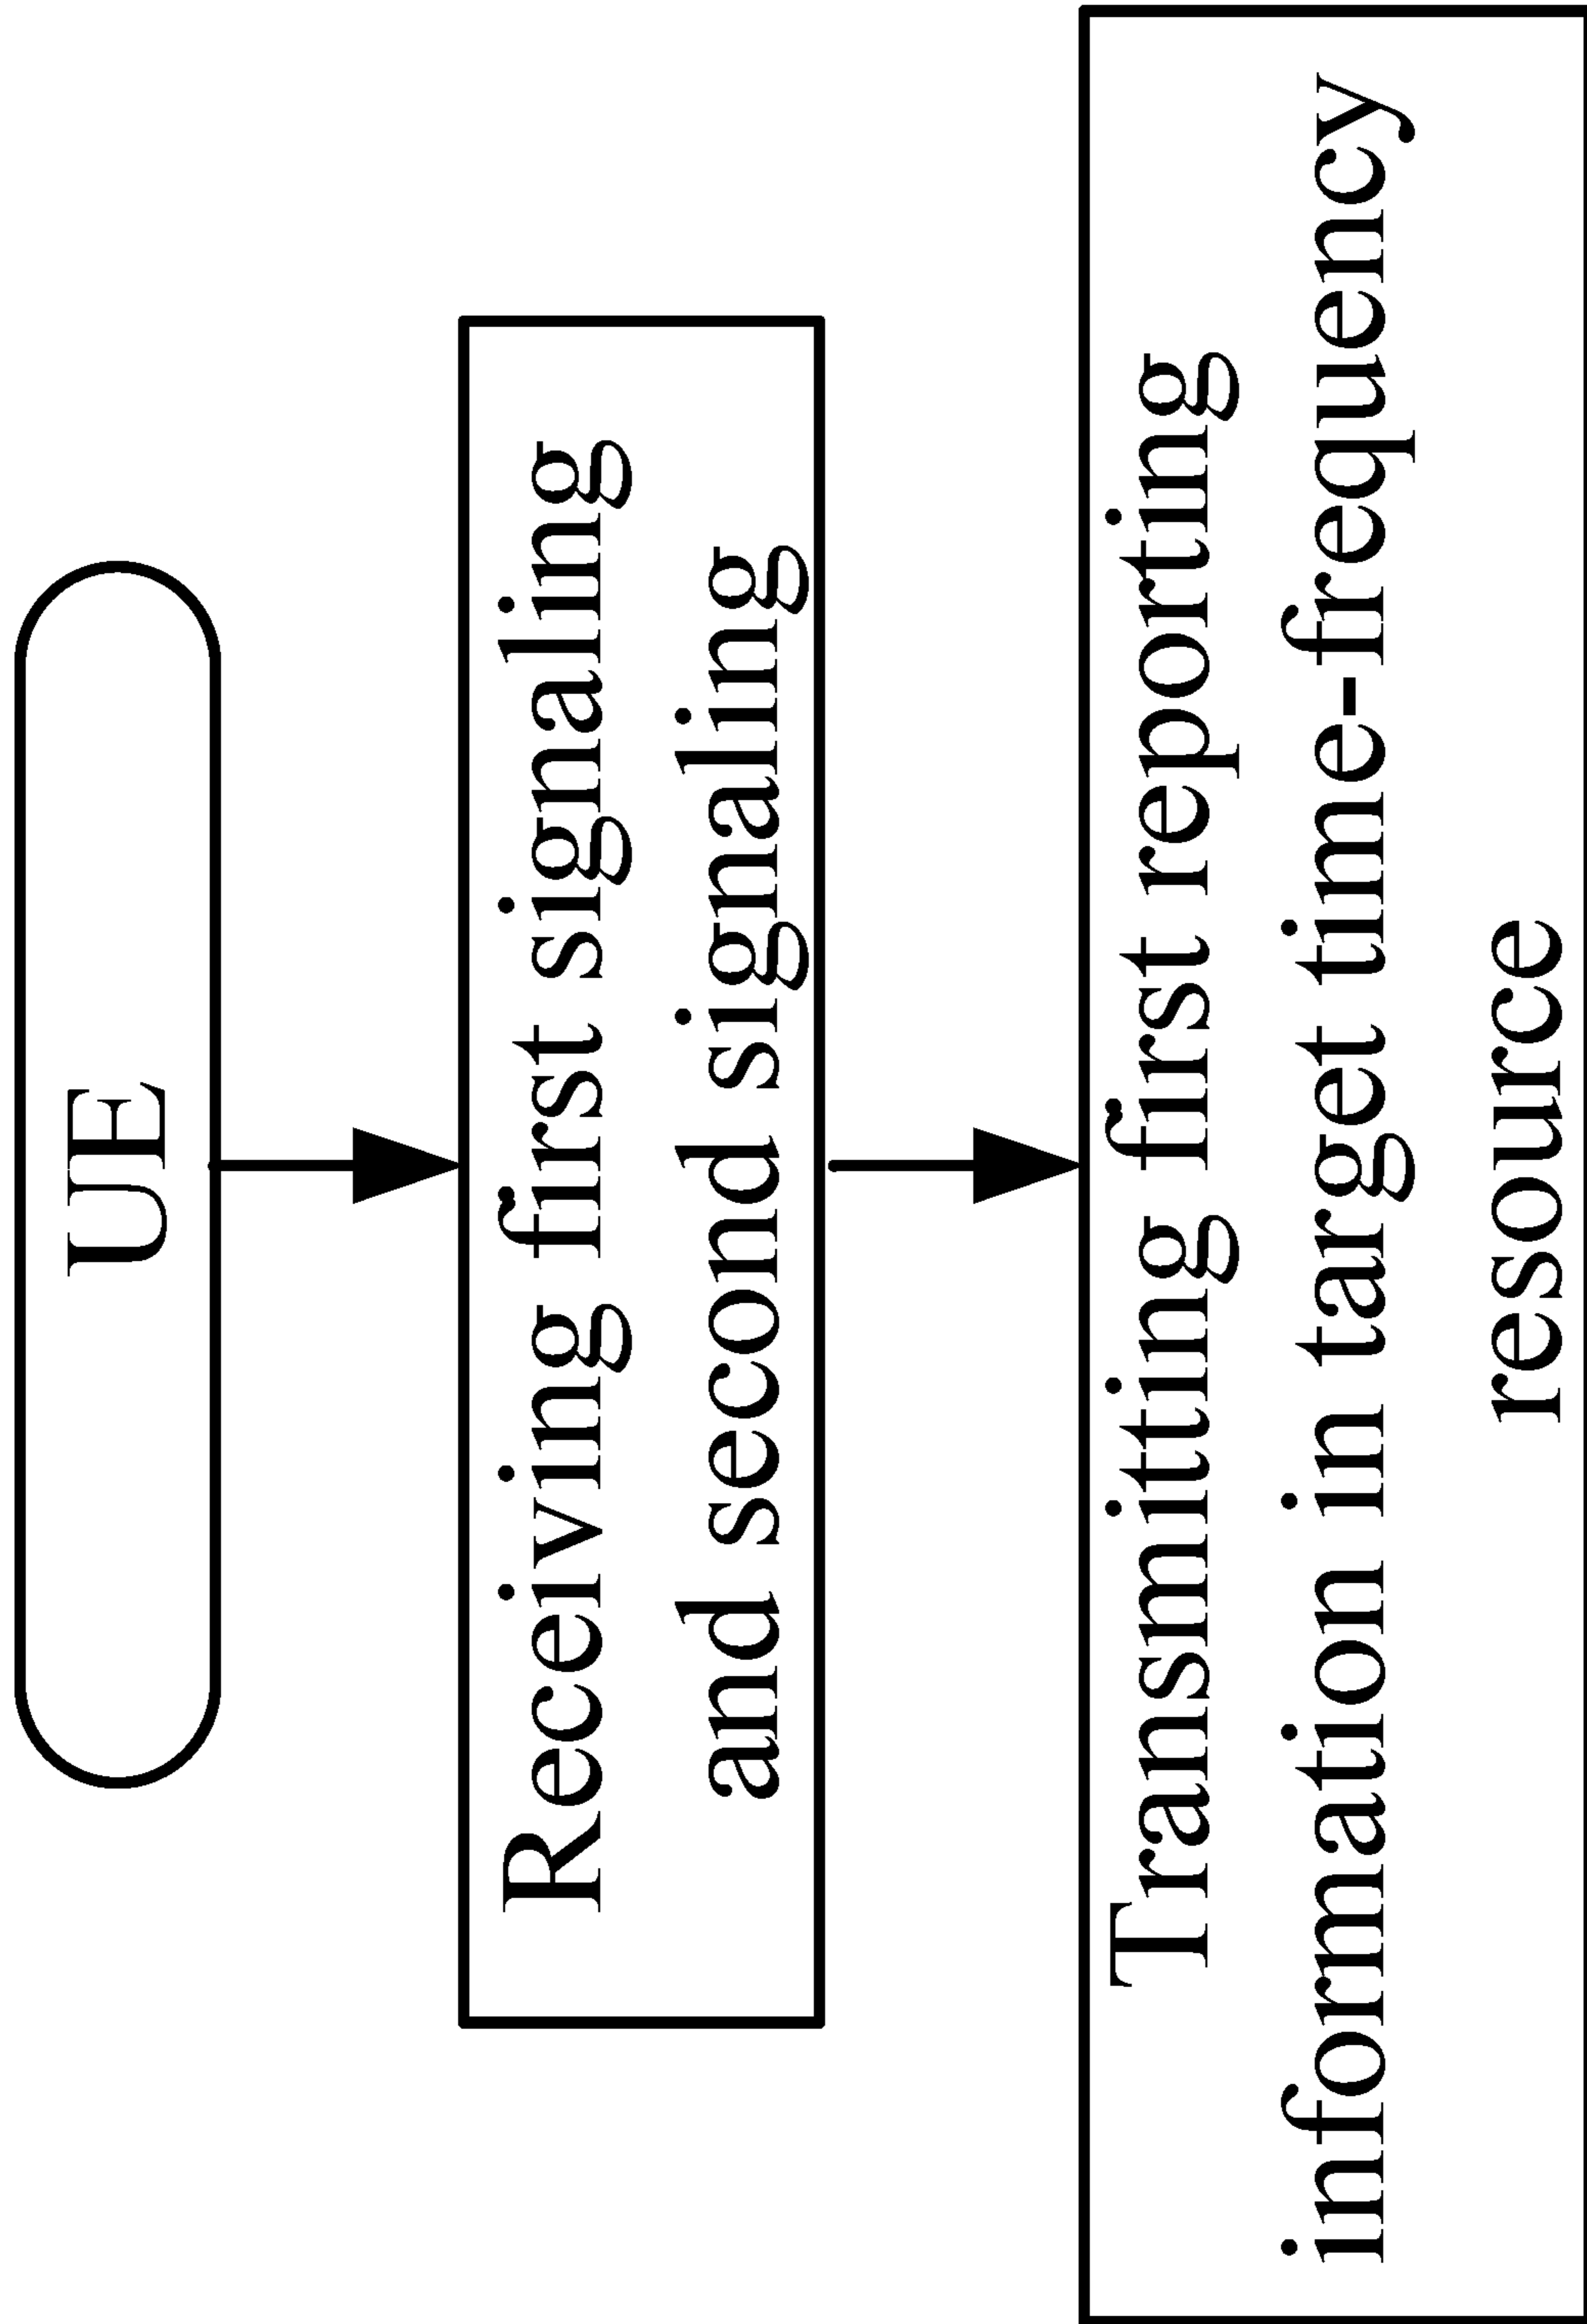 UE
Receiving first signaling
and second signaling
Transmitting first reporting
information in target time-frequency
resource